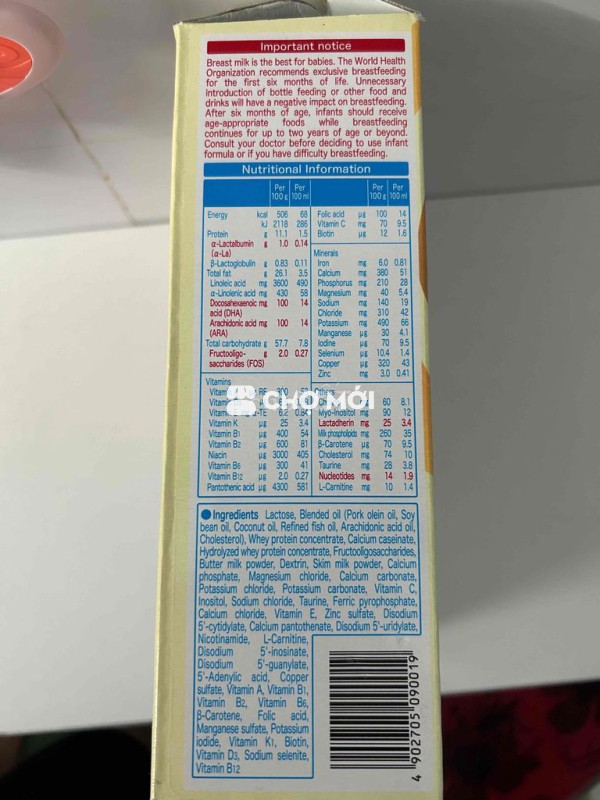 Important notice
Breast milk is the best for babies. The World Health
Organization recommends exclusive breastfeeding
for the first six months of life. Unnecessary
introduction of bottle feeding or other food and
drinks will have a negative impact on breastfeeding.
After six months of age, infants should receive
age-appropriate foods while breastfeeding
continues for up to two years of age or beyond.
Consult your doctor before deciding to use infant
formula or if you have difficulty breastfeeding.
Nutritional Information
Per 100 g Per 100 ml
Energy kcal 506 68
kJ 2118 286
Protein g 11.1 1.5
α-Lactalbumin g 1.0 0.14
(α-La)
β-Lactoglobulin g 0.83 0.11
Total fat g 26.1 3.5
Linoleic acid mg 3600 490
α-Linolenic acid mg 430 58
Docosahexaenoic mg 100 14
acid (DHA)
Arachidonic acid mg 100 14
(ARA)
Total carbohydrate g 57.7 7.8
Fructooligo- g 2.0 0.27
saccharides (FOS)
Vitamins
Vitamin
Vitamin
Vitamin 6.2
Vitamin K µg 25 3.4
Vitamin B1 µg 400 54
Vitamin B2 µg 600 81
Niacin µg 3000 405
Vitamin B6 µg 300 41
Vitamin B12 µg 2.0 0.27
Pantothenic acid µg 4300 581
Per 100 g Per 100 ml
Folic acid µg 100 14
Vitamin C mg 70 9.5
Biotin µg 12 1.6
Minerals
Iron mg 6.0 0.81
Calcium mg 380 51
Phosphorus mg 210 28
Magnesium mg 40 5.4
Sodium mg 140 19
Chloride mg 310 42
Potassium mg 490 66
Manganese µg 30 4.1
Iodine µg 70 9.5
Selenium µg 10.4 1.4
Copper µg 320 43
Zinc mg 3.0 0.41
Others
60 8.1
Myo-Inositol mg 90 12
Lactadherin mg 25 3.4
Milk phospholipids mg 260 35
β-Carotene µg 70 9.5
Cholesterol mg 74 10
Taurine mg 28 3.8
Nucleotides mg 14 1.9
L-Carnitine mg 10 1.4
CHỢ MỚI
●Ingredients Lactose, Blended oil (Pork olein oil, Soy
bean oil, Coconut oil, Refined fish oil, Arachidonic acid oil,
Cholesterol), Whey protein concentrate, Calcium caseinate,
Hydrolyzed whey protein concentrate, Fructooligosaccharides,
Butter milk powder, Dextrin, Skim milk powder, Calcium
phosphate, Magnesium chloride, Calcium carbonate,
Potassium chloride, Potassium carbonate, Vitamin C,
Inositol, Sodium chloride, Taurine, Ferric pyrophosphate,
Calcium chloride, Vitamin E, Zinc sulfate, Disodium
5'-cytidylate, Calcium pantothenate, Disodium 5'-uridylate,
Nicotinamide, L-Carnitine,
Disodium 5'-inosinate,
Disodium 5'-guanylate,
5'-Adenylic acid, Copper
sulfate, Vitamin A, Vitamin B1,
Vitamin B2, Vitamin B6,
β-Carotene, Folic acid,
Manganese sulfate, Potassium
iodide, Vitamin K1, Biotin,
Vitamin D3, Sodium selenite,
Vitamin B12
4 902705 090019